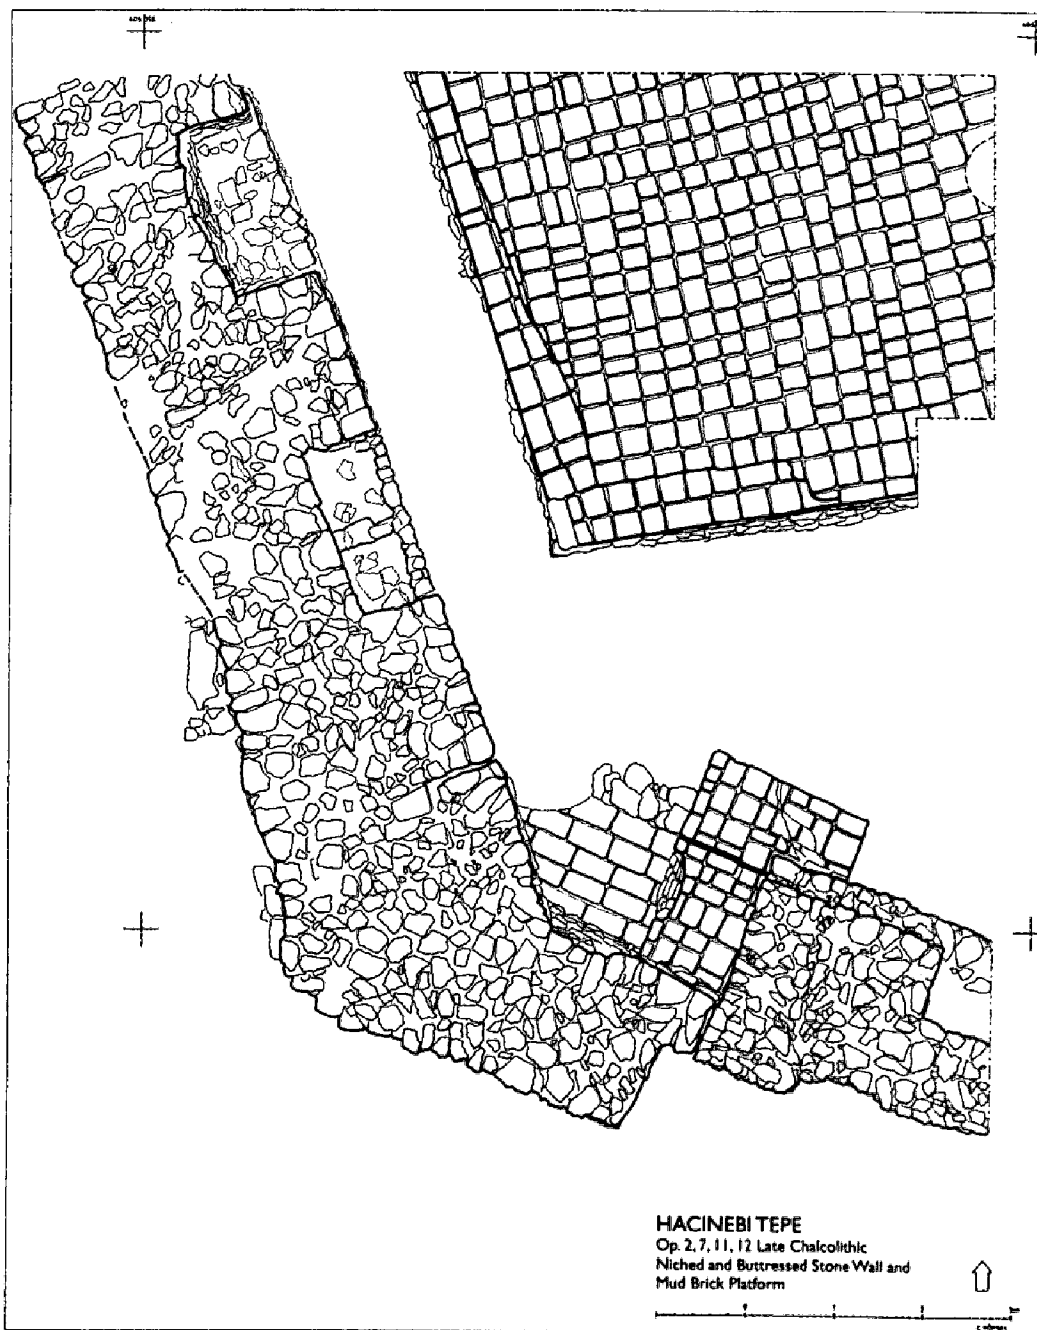 HACINEBI TEPE
Op. 2, 7, 11, 12 Late Chalcolithic
Niched and Buttressed Stone Wall and
Mud Brick Platform